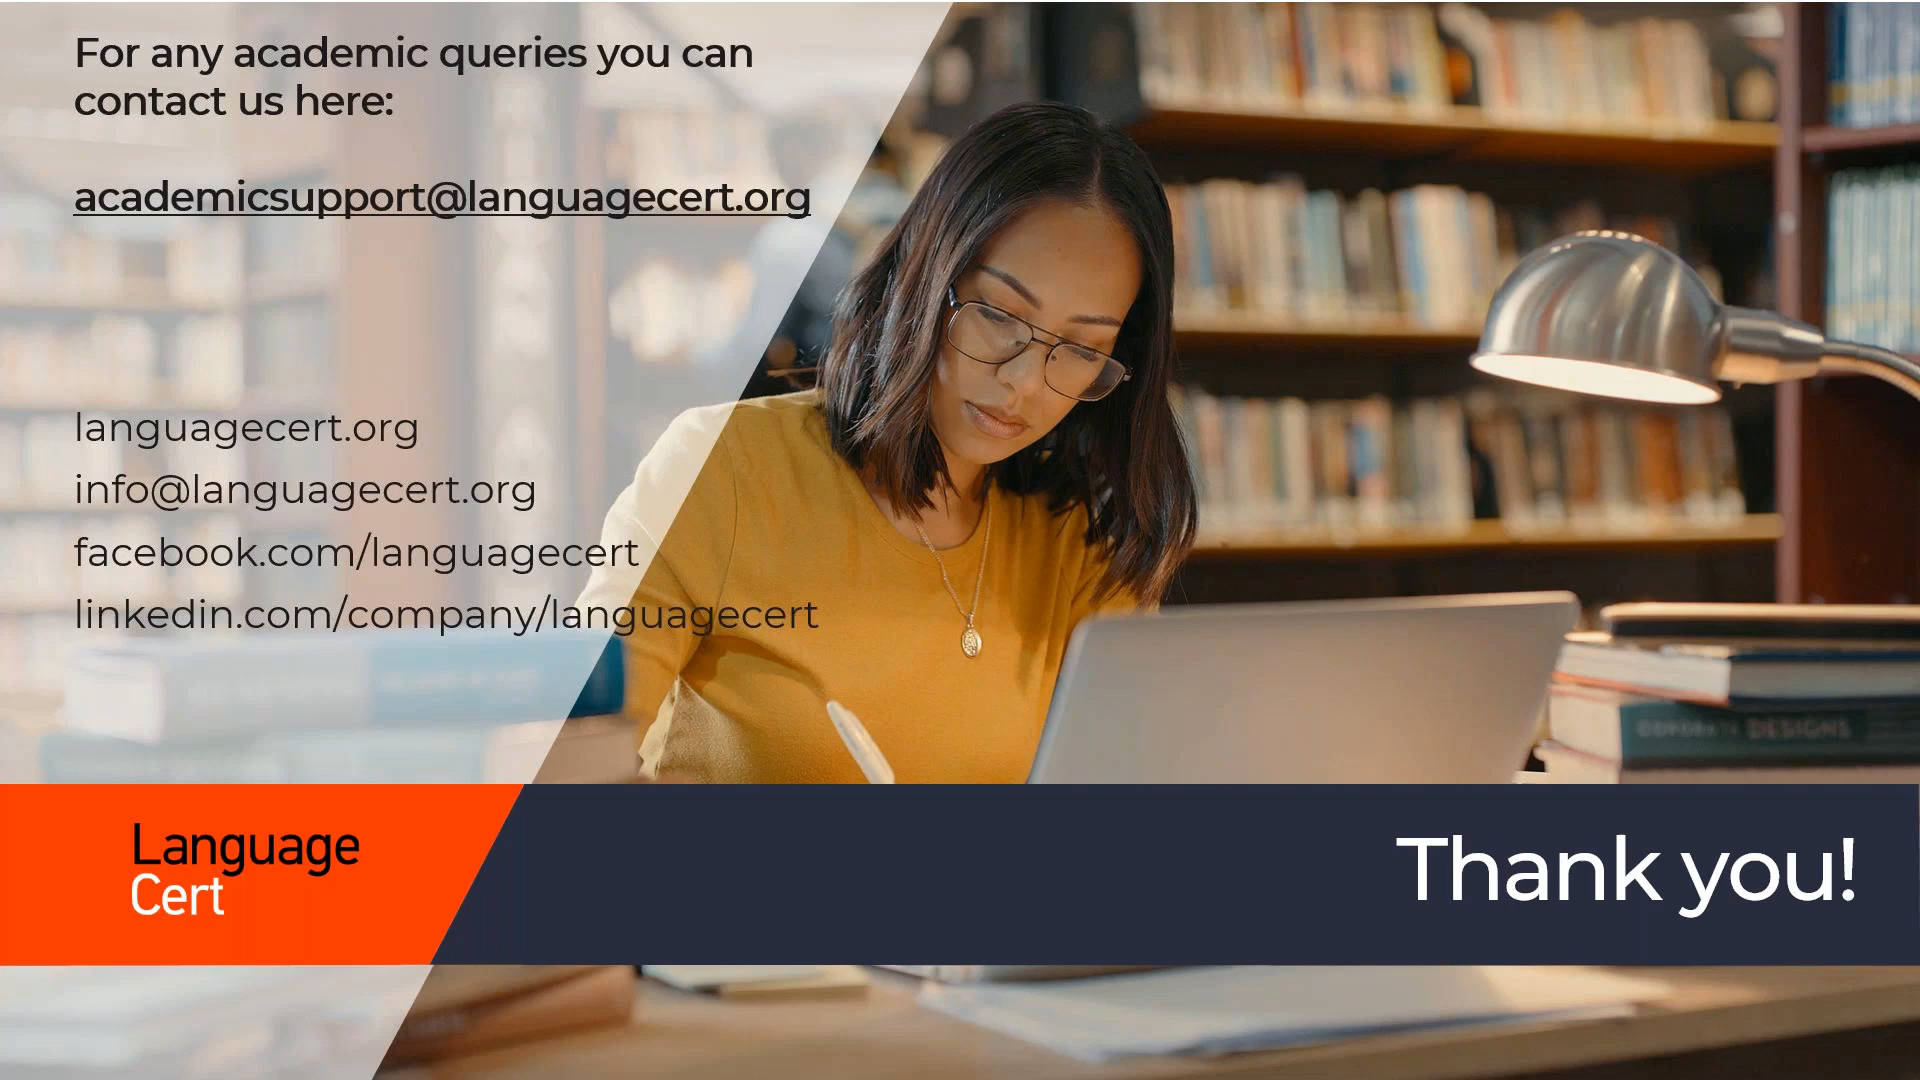 For any academic queries you can
contact us here:
academicsupport@languagecert.org
languagecert.org
info@languagecert.org
facebook.com/languagecert
linkedin.com/company/languagecert
DESIGNS
Language
Cert
Thank you!